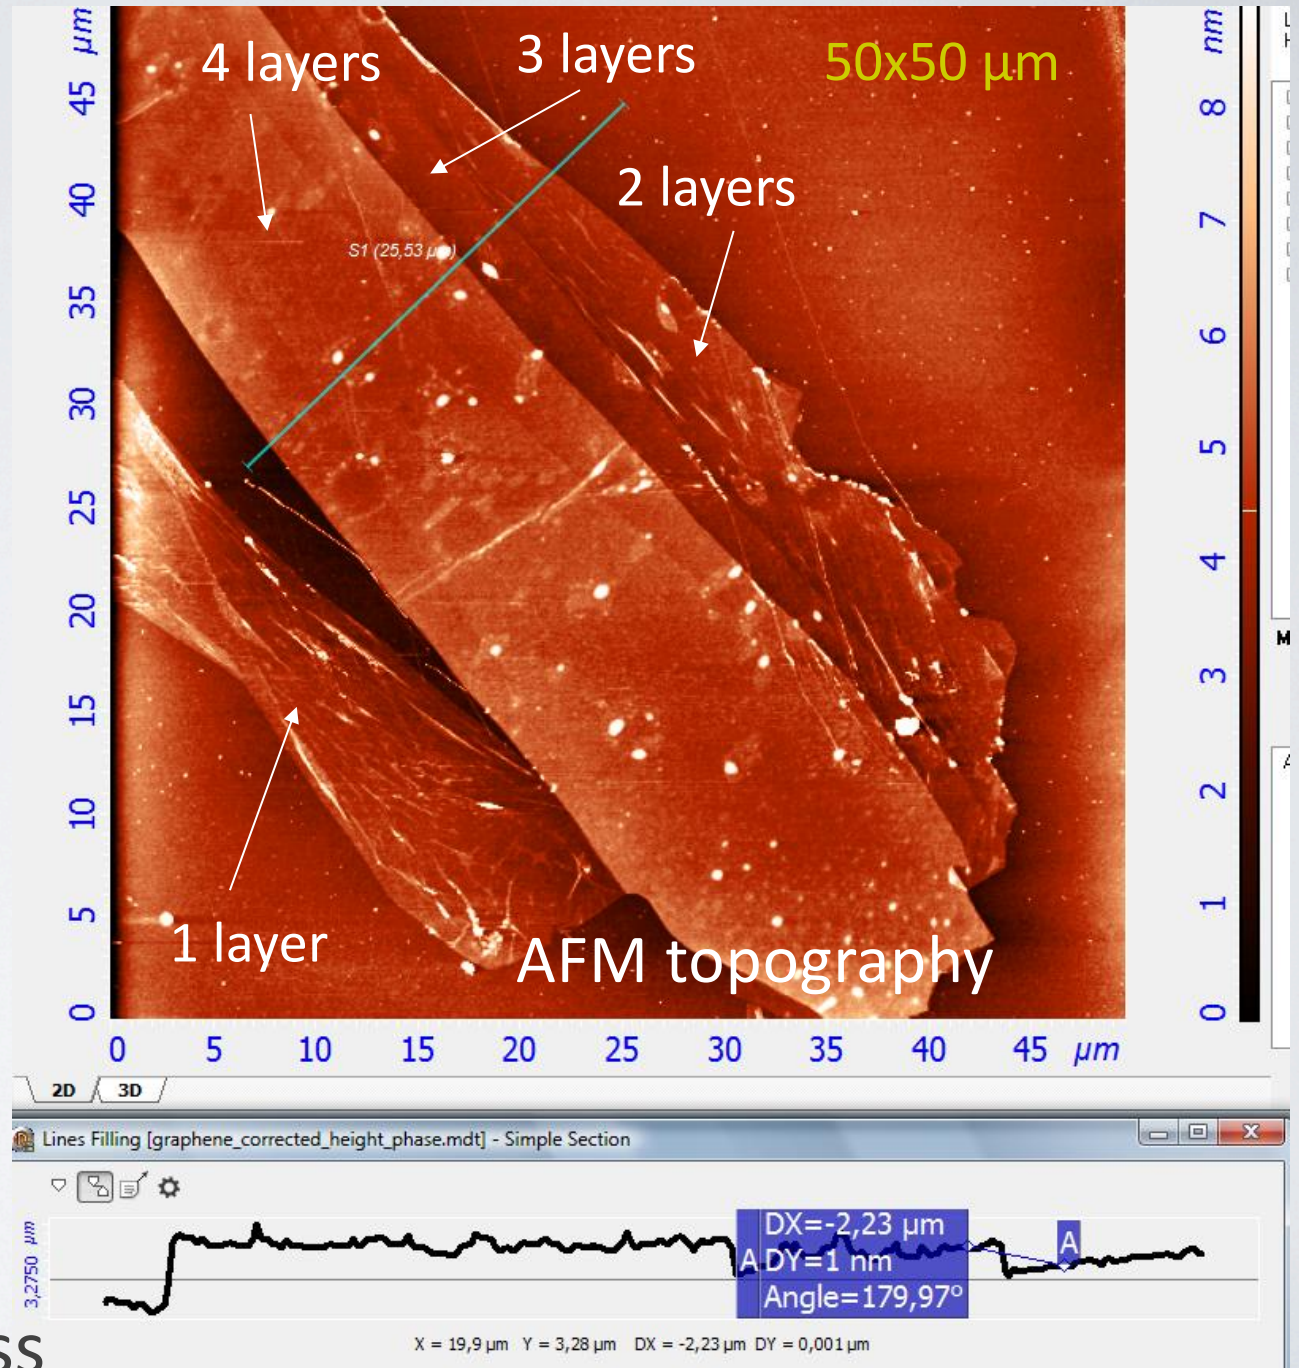 µm
45
40
35
30
25
20
15
10
5
0
4 layers
3 layers
50x50 µm
2 layers
S1 (25,53 µm)
1 layer
AFM topography
nm
8
7
6
5
4
3
2
1
0
M
0 5 10 15 20 25 30 35 40 45 µm
2D 3D
Lines Filling [graphene_corrected_height_phase.mdt] - Simple Section
3,2750 µm
DX=-2,23 µm
A DY=1 nm A
Angle=179,97°
X = 19,9 µm Y = 3,28 µm DX = -2,23 µm DY = 0,001 µm
ss